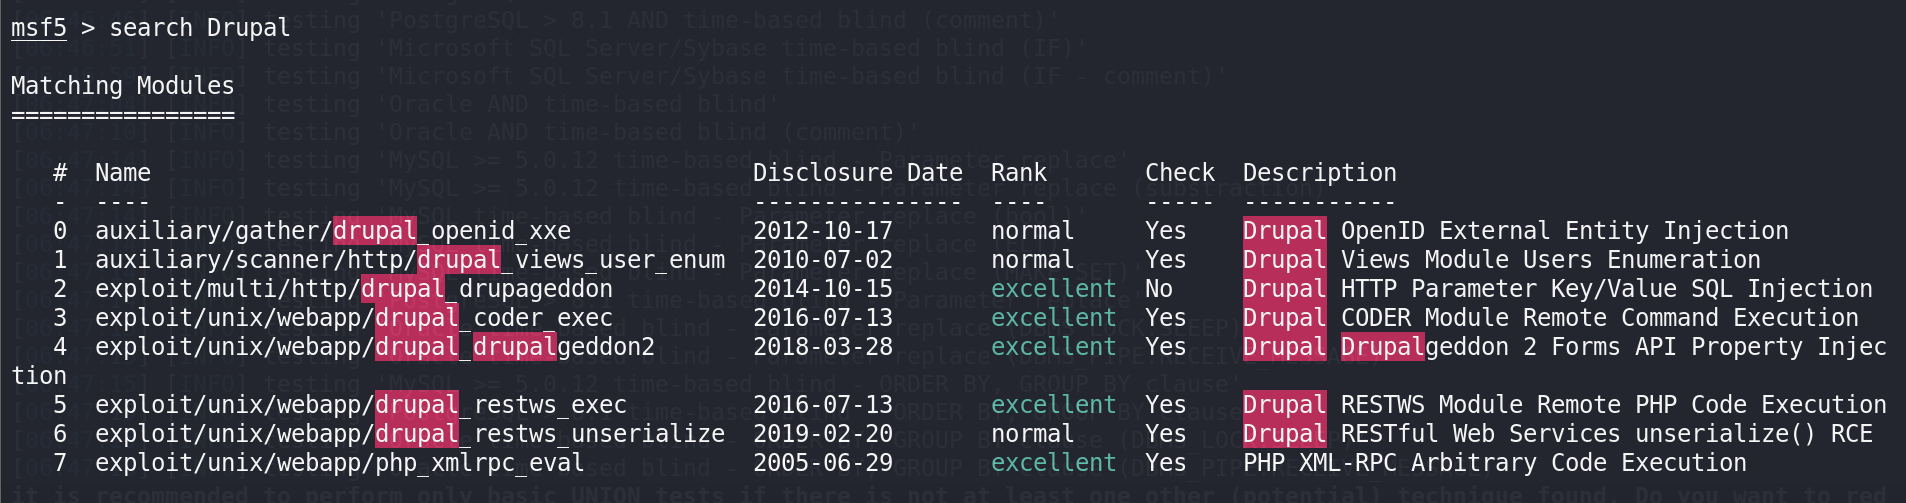 msf5 > search Drupal
Matching Modules
================
# Name Disclosure Date Rank Check Description
- ---- --------------- ---- ----- -----------
0 auxiliary/gather/drupal_openid_xxe 2012-10-17 normal Yes Drupal OpenID External Entity Injection
1 auxiliary/scanner/http/drupal_views_user_enum 2010-07-02 normal Yes Drupal Views Module Users Enumeration
2 exploit/multi/http/drupal_drupageddon 2014-10-15 excellent No Drupal HTTP Parameter Key/Value SQL Injection
3 exploit/unix/webapp/drupal_coder_exec 2016-07-13 excellent Yes Drupal CODER Module Remote Command Execution
4 exploit/unix/webapp/drupal_drupalgeddon2 2018-03-28 excellent Yes Drupal Drupalgeddon 2 Forms API Property Injec
tion
5 exploit/unix/webapp/drupal_restws_exec 2016-07-13 excellent Yes Drupal RESTWS Module Remote PHP Code Execution
6 exploit/unix/webapp/drupal_restws_unserialize 2019-02-20 normal Yes Drupal RESTful Web Services unserialize() RCE
7 exploit/unix/webapp/php_xmlrpc_eval 2005-06-29 excellent Yes PHP XML-RPC Arbitrary Code Execution